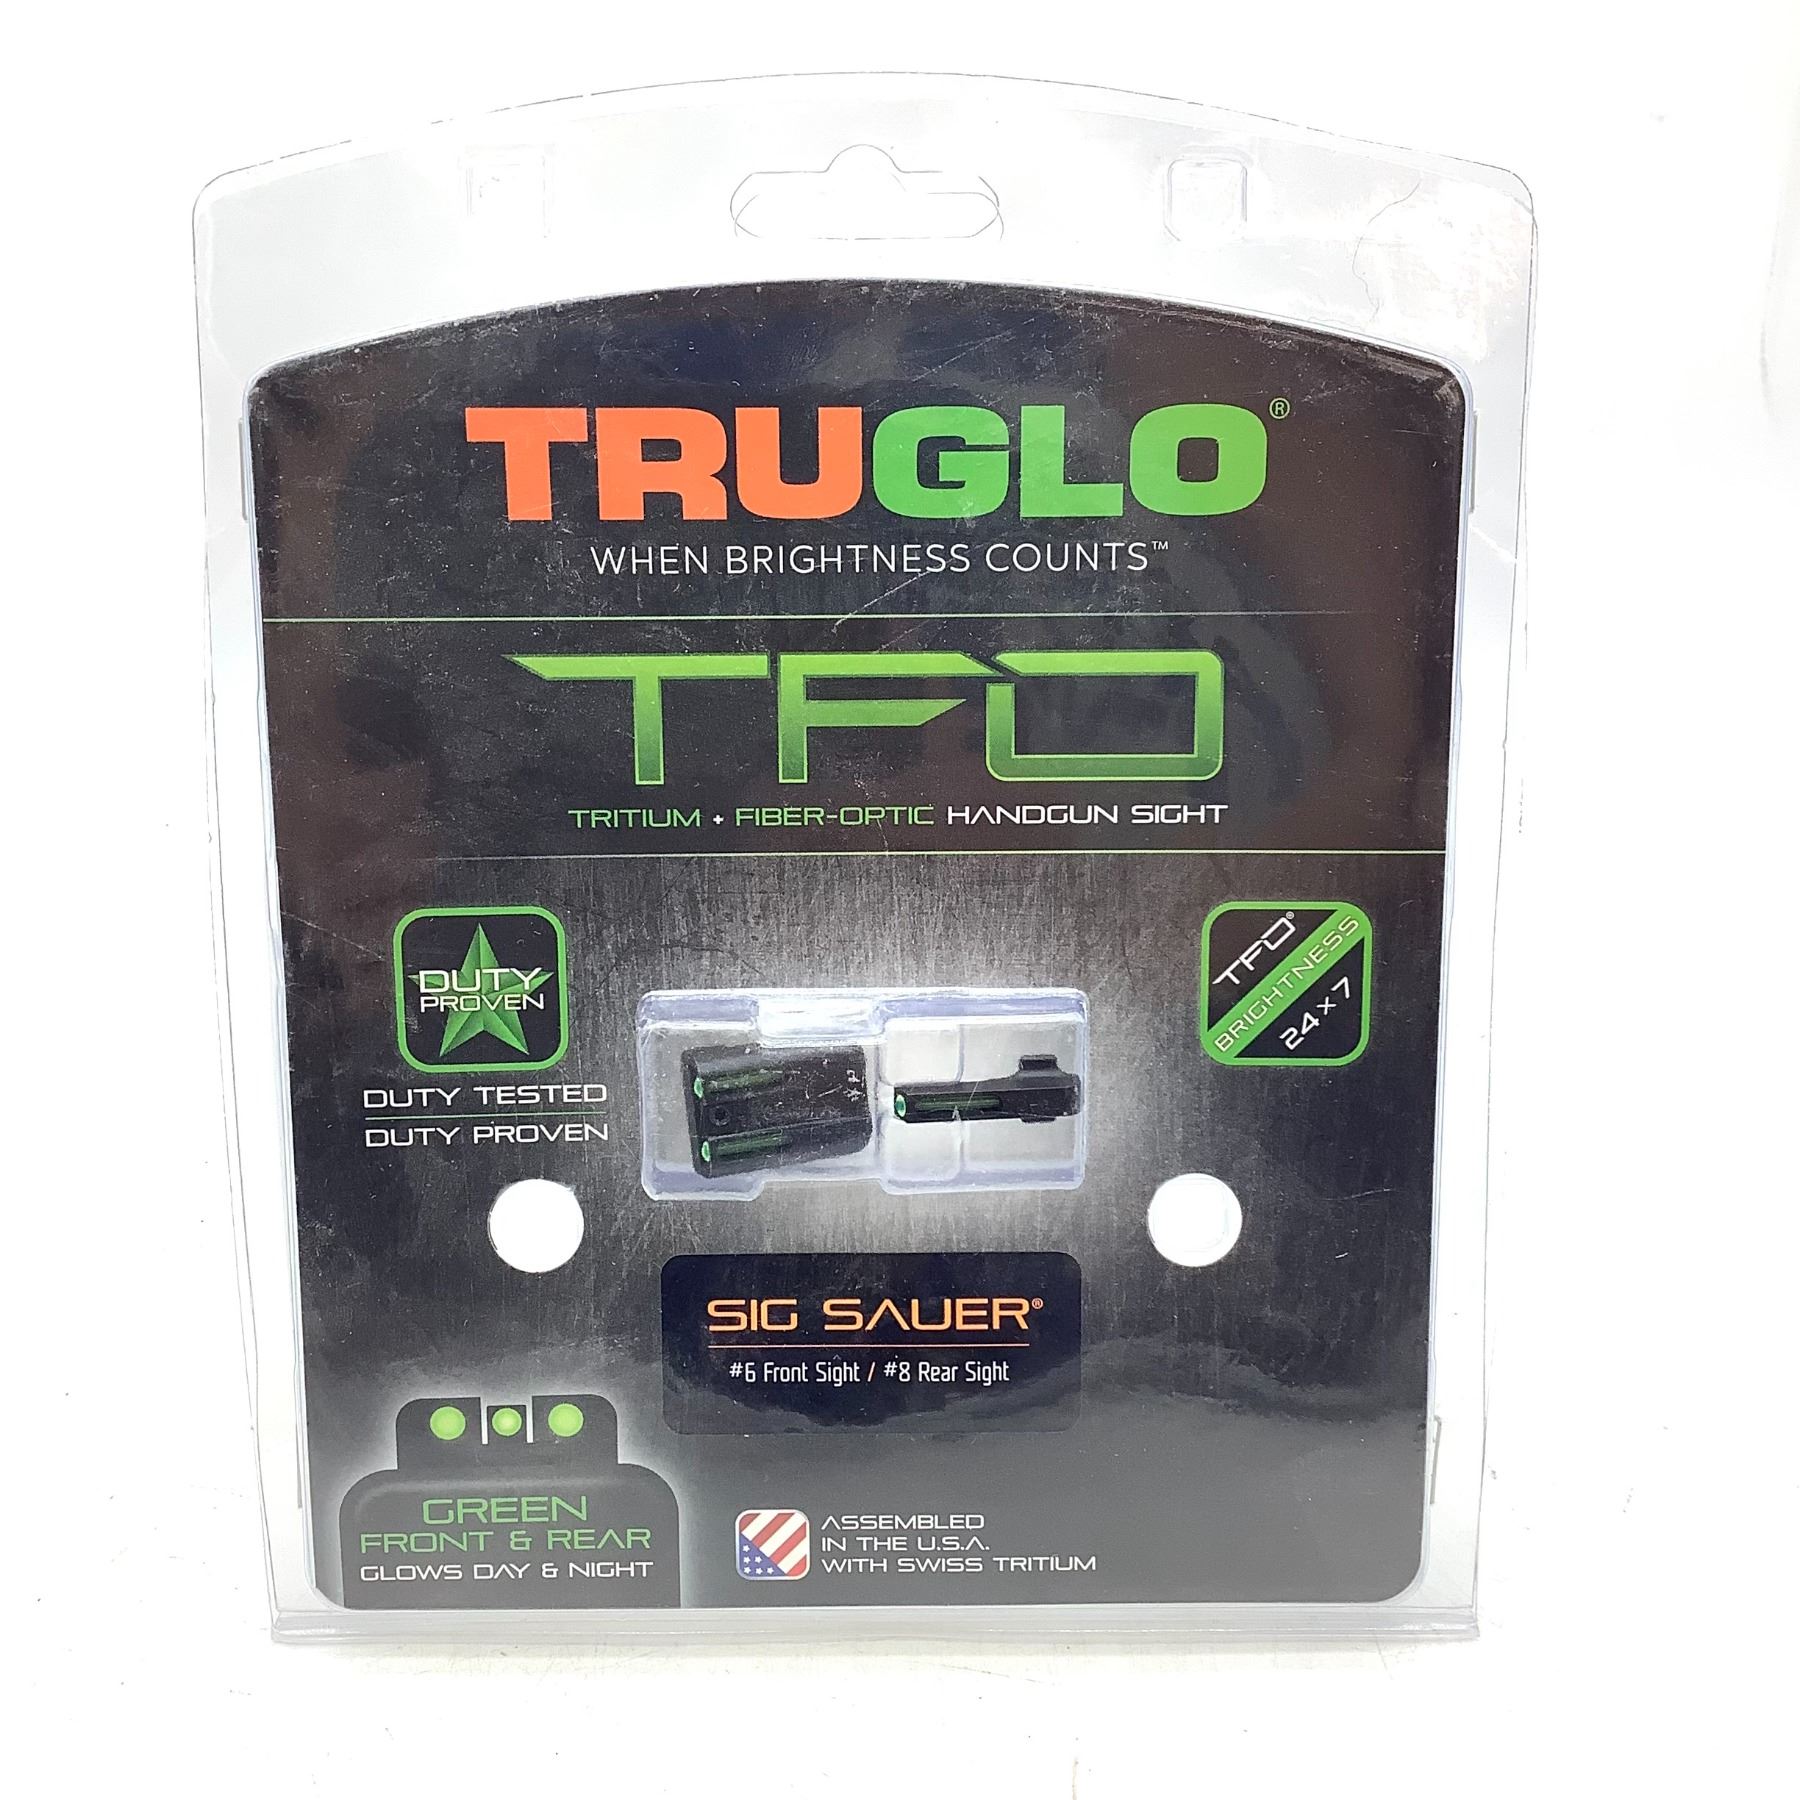 TRUGLO®
WHEN BRIGHTNESS COUNTS™
TFO
TRITIUM + FIBER-OPTIC HANDGUN SIGHT
DUTY
PROVEN
DUTY TESTED
DUTY PROVEN
TFO®
BRIGHTNESS
24 x 7
SIG SAUER®
#6 Front Sight / #8 Rear Sight
GREEN
FRONT & REAR
GLOWS DAY & NIGHT
ASSEMBLED
IN THE U.S.A.
WITH SWISS TRITIUM